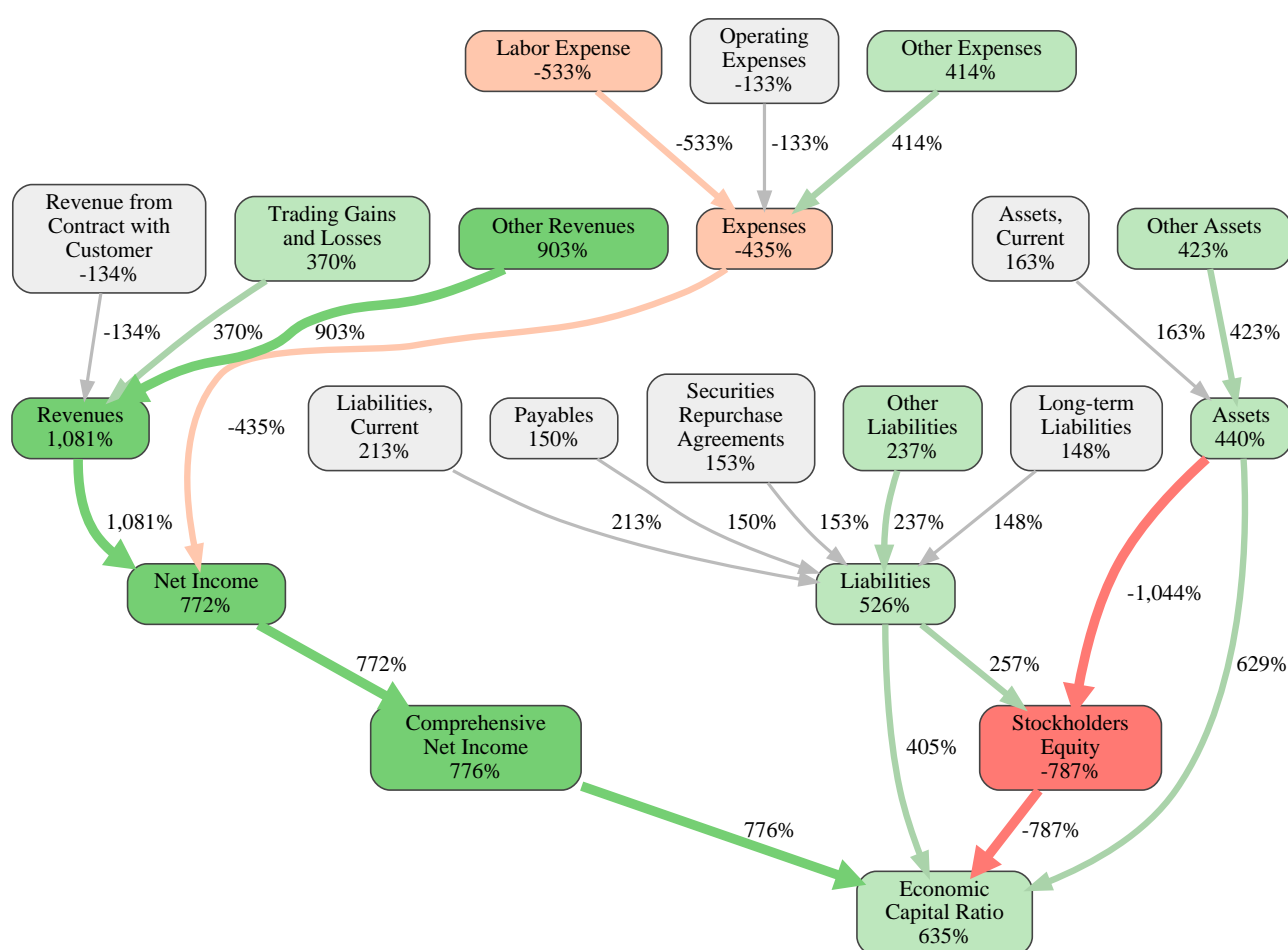 Labor Expense
-533%
Operating
Expenses
-133%
Other Expenses
414%
-533%
-133%
414%
Revenue from
Contract with
Customer
-134%
Trading Gains
and Losses
370%
Other Revenues
903%
Expenses
-435%
Assets,
Current
163%
Other Assets
423%
-134%
370%
903%
163%
423%
Revenues
1,081%
-435%
Liabilities,
Current
213%
Payables
150%
Securities
Repurchase
Agreements
153%
Other
Liabilities
237%
Long-term
Liabilities
148%
Assets
440%
1,081%
213%
150%
153%
237%
148%
Net Income
772%
Liabilities
526%
-1,044%
772%
257%
629%
Comprehensive
Net Income
776%
405%
Stockholders
Equity
-787%
776%
-787%
Economic
Capital Ratio
635%